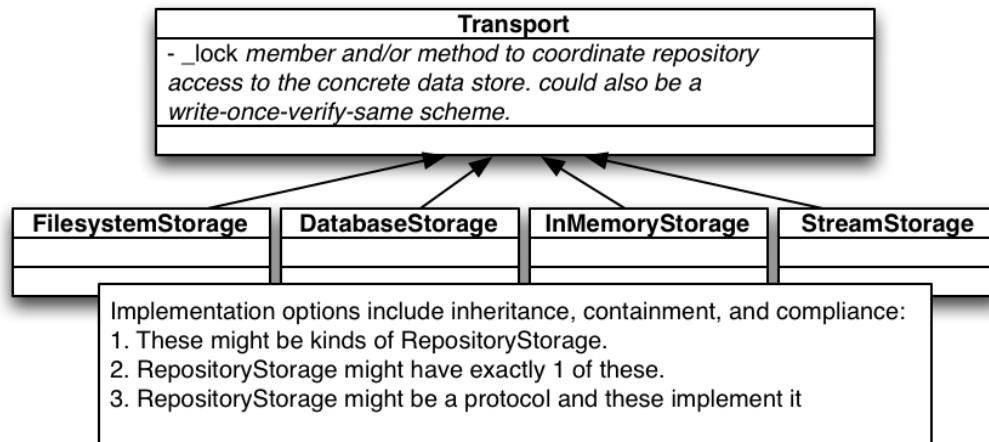 Transport
- _lock member and/or method to coordinate repository
access to the concrete data store. could also be a
write-once-verify-same scheme.
FilesystemStorage
DatabaseStorage
InMemoryStorage
StreamStorage
Implementation options include inheritance, containment, and compliance:
1. These might be kinds of RepositoryStorage.
2. RepositoryStorage might have exactly 1 of these.
3. RepositoryStorage might be a protocol and these implement it